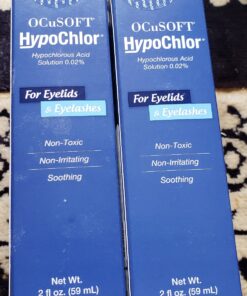 OCuSOFT®
HypoChlor™
Hypochlorous Acid
Solution 0.02%
For Eyelids
& Eyelashes
Non-Toxic
Non-Irritating
Soothing
Net Wt.
2 fl oz. (59 mL)
OCuSOFT®
HypoChlor™
Hypochlorous Acid
Solution 0.02%
For Eyelids
& Eyelashes
Non-Toxic
Non-Irritating
Soothing
Net Wt.
2 fl oz. (59 mL)